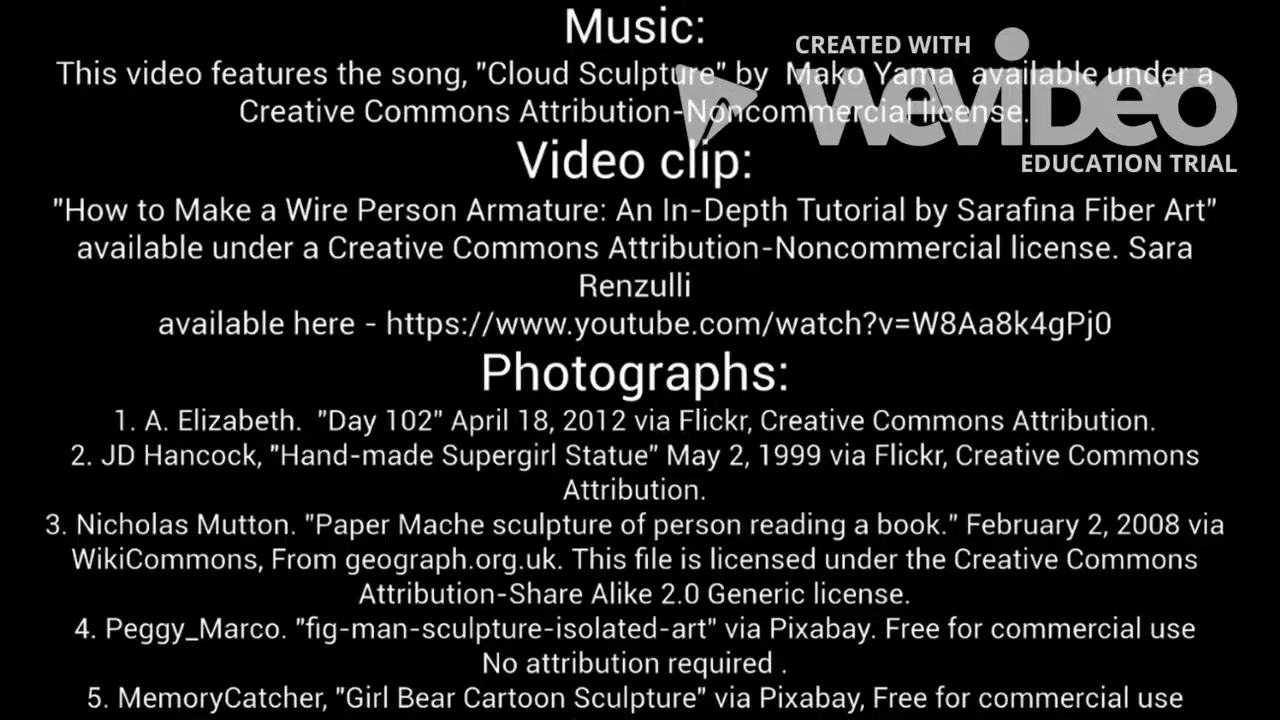 Music:
CREATED WITH
This video features the song, "Cloud Sculpture" by  Mako Yama  available under a
Creative Commons Attribution-Noncommercial license.
WeVIDEO
EDUCATION TRIAL
Video clip:
"How to Make a Wire Person Armature: An In-Depth Tutorial by Sarafina Fiber Art"
available under a Creative Commons Attribution-Noncommercial license. Sara
Renzulli
available here - https://www.youtube.com/watch?v=W8Aa8k4gPj0
Photographs:
1. A. Elizabeth.  "Day 102" April 18, 2012 via Flickr, Creative Commons Attribution.
2. JD Hancock, "Hand-made Supergirl Statue" May 2, 1999 via Flickr, Creative Commons
Attribution.
3. Nicholas Mutton. "Paper Mache sculpture of person reading a book." February 2, 2008 via
WikiCommons, From geograph.org.uk. This file is licensed under the Creative Commons
Attribution-Share Alike 2.0 Generic license.
4. Peggy_Marco. "fig-man-sculpture-isolated-art" via Pixabay. Free for commercial use
No attribution required .
5. MemoryCatcher, "Girl Bear Cartoon Sculpture" via Pixabay, Free for commercial use